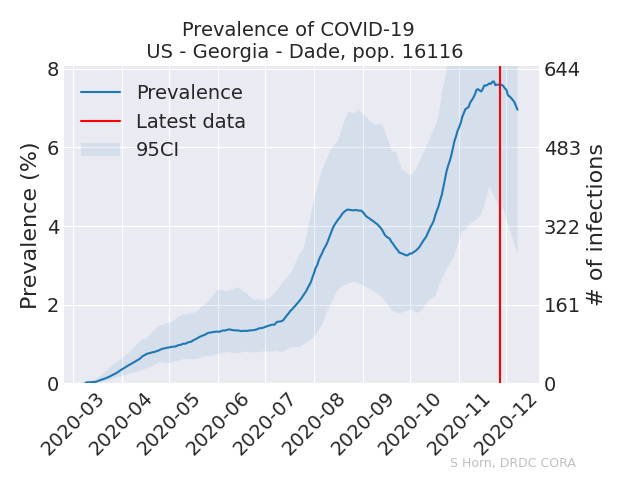 Prevalence of COVID-19
US - Georgia - Dade, pop. 16116
Prevalence
Latest data
95CI
Prevalence (%)
8
6
4
2
0
644
483
322
161
0
# of infections
2020-03
2020-04
2020-05
2020-06
2020-07
2020-08
2020-09
2020-10
2020-11
2020-12
S Horn, DRDC CORA